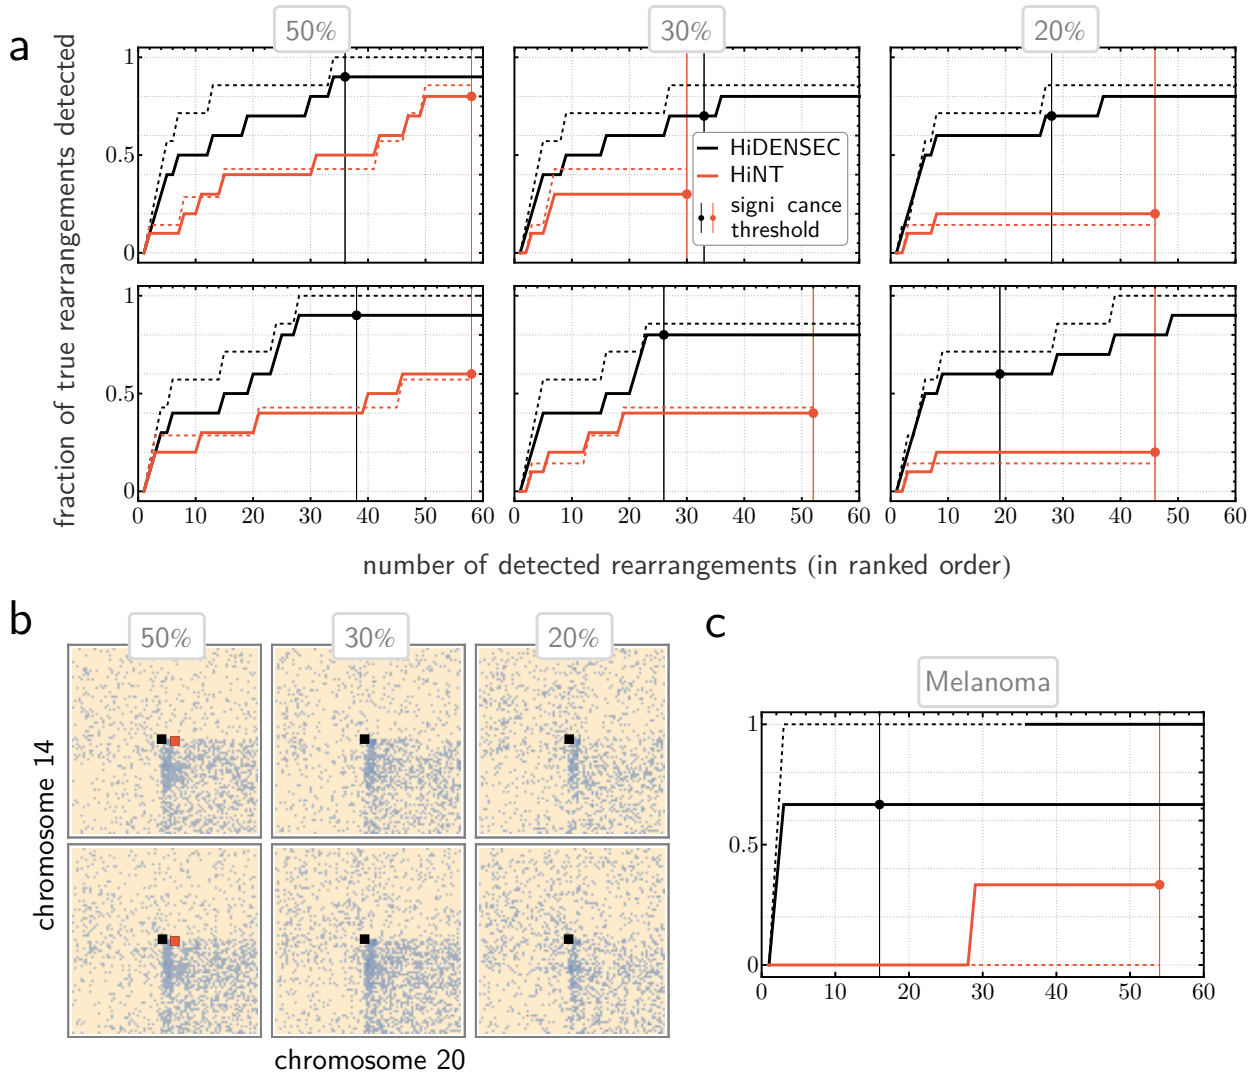 a
50%
30%
20%
fraction of true rearrangements detected
1
0.5
0
HiDENSEC
HiNT
signi cance
threshold
1
0.5
0
0 10 20 30 40 50 60
0 10 20 30 40 50 60
0 10 20 30 40 50 60
number of detected rearrangements (in ranked order)
b
50%
30%
20%
chromosome 14
chromosome 20
c
Melanoma
1
0.5
0
0 10 20 30 40 50 60